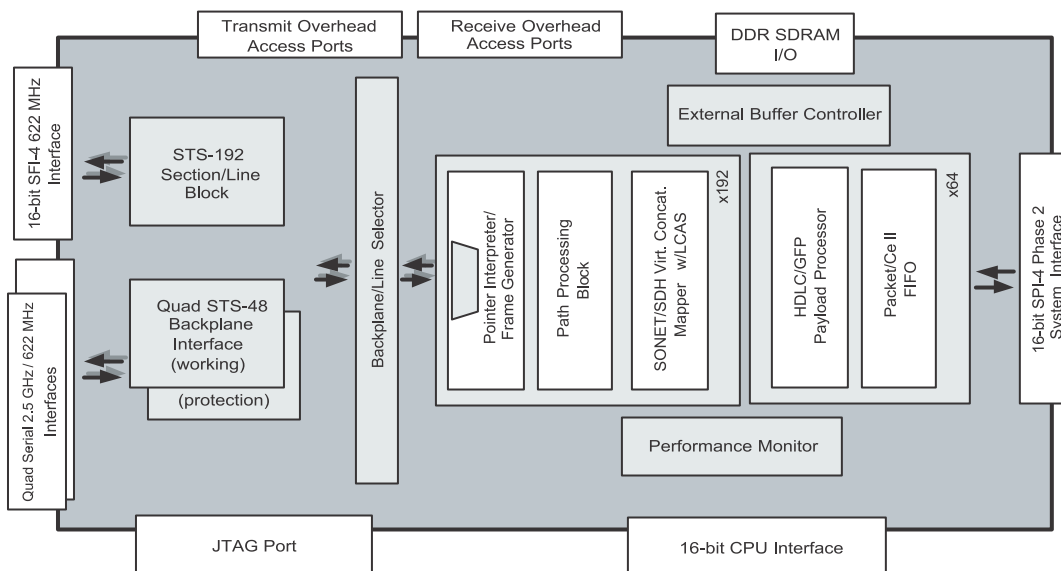 Transmit Overhead
Access Ports
Receive Overhead
Access Ports
DDR SDRAM
I/O
External Buffer Controller
16-bit SFI-4 622 MHz
Interface
STS-192
Section/Line
Block
Quad Serial 2.5 GHz / 622 MHz
Interfaces
Quad STS-48
Backplane
Interface
(working)
(protection)
Backplane/Line Selector
x192
Pointer Interpreter/
Frame Generator
Path Processing
Block
SONET/SDH Virt. Concat.
Mapper w/LCAS
x64
HDLC/GFP
Payload Processor
Packet/Ce II
FIFO
16-bit SPI-4 Phase 2
System Interface
Performance Monitor
JTAG Port
16-bit CPU Interface